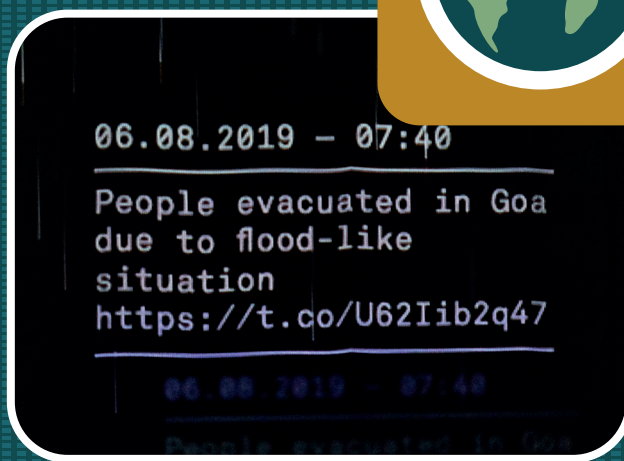 06.08.2019 – 07:40
People evacuated in Goa
due to flood-like
situation
https://t.co/U62Iib2q47
06.08.2019 – 07:40
People evacuated in Goa